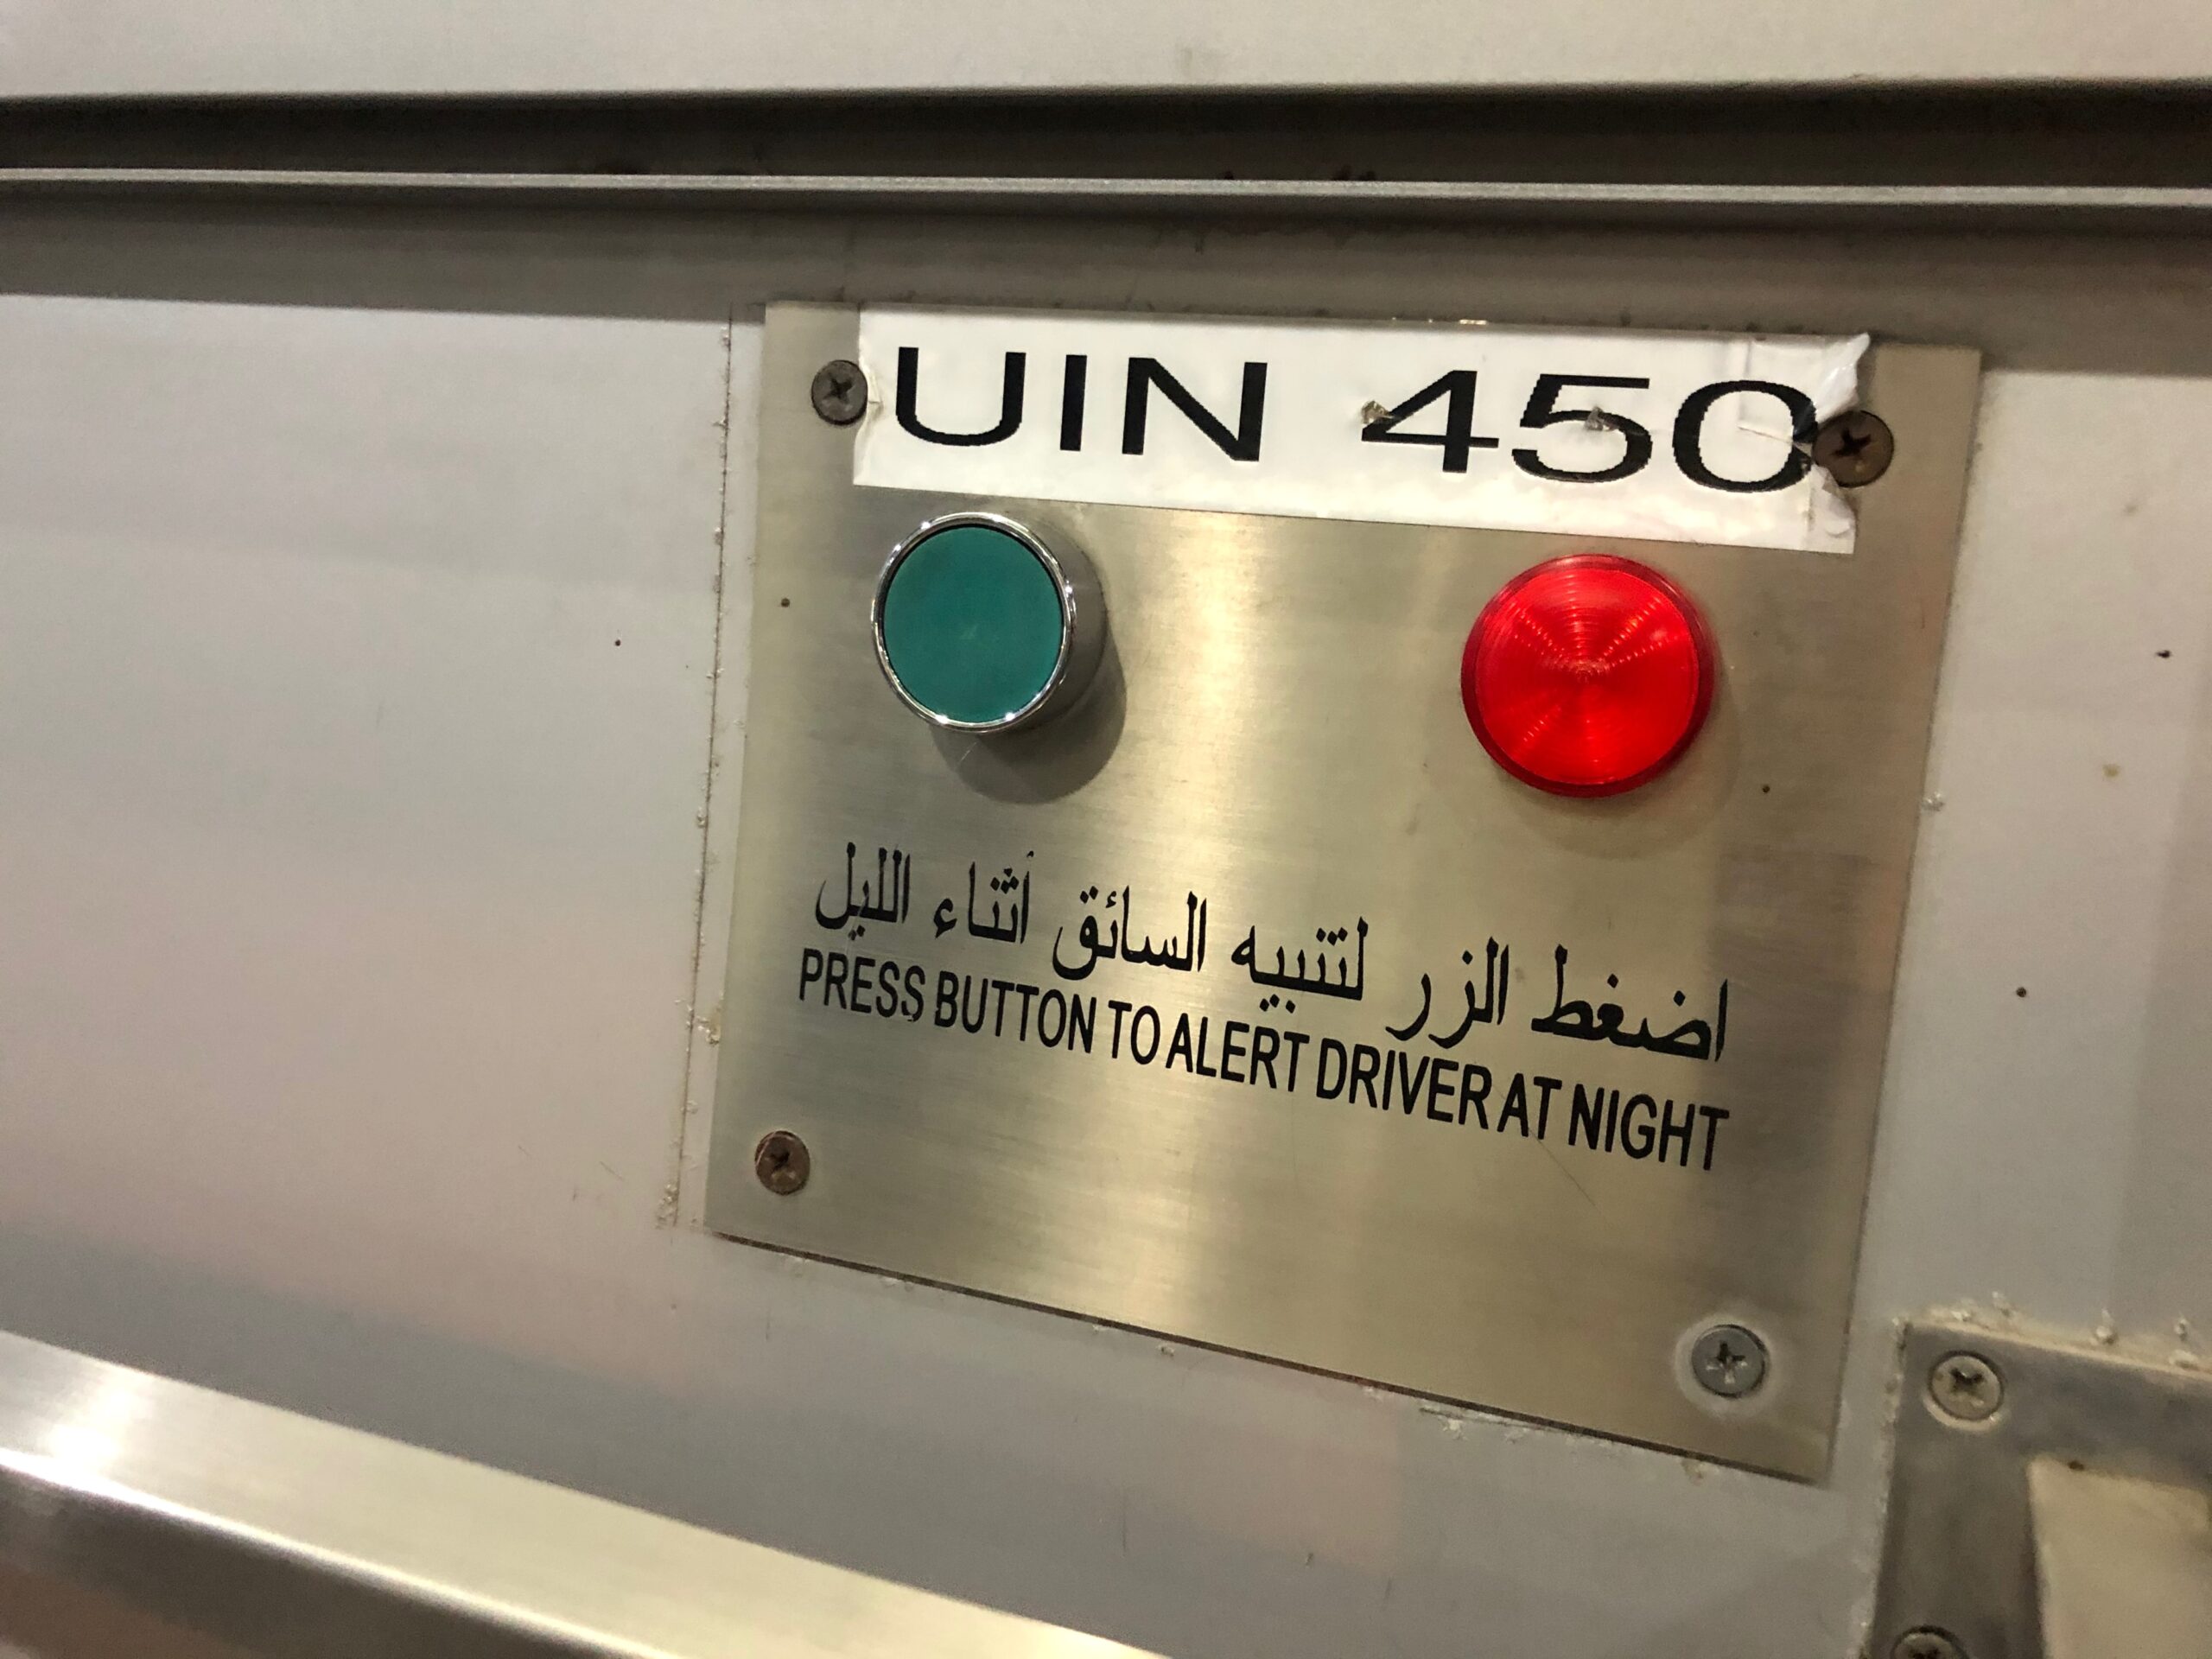 UIN 450
اضغط الزر لتنبيه السائق أثناء الليل
PRESS BUTTON TO ALERT DRIVER AT NIGHT